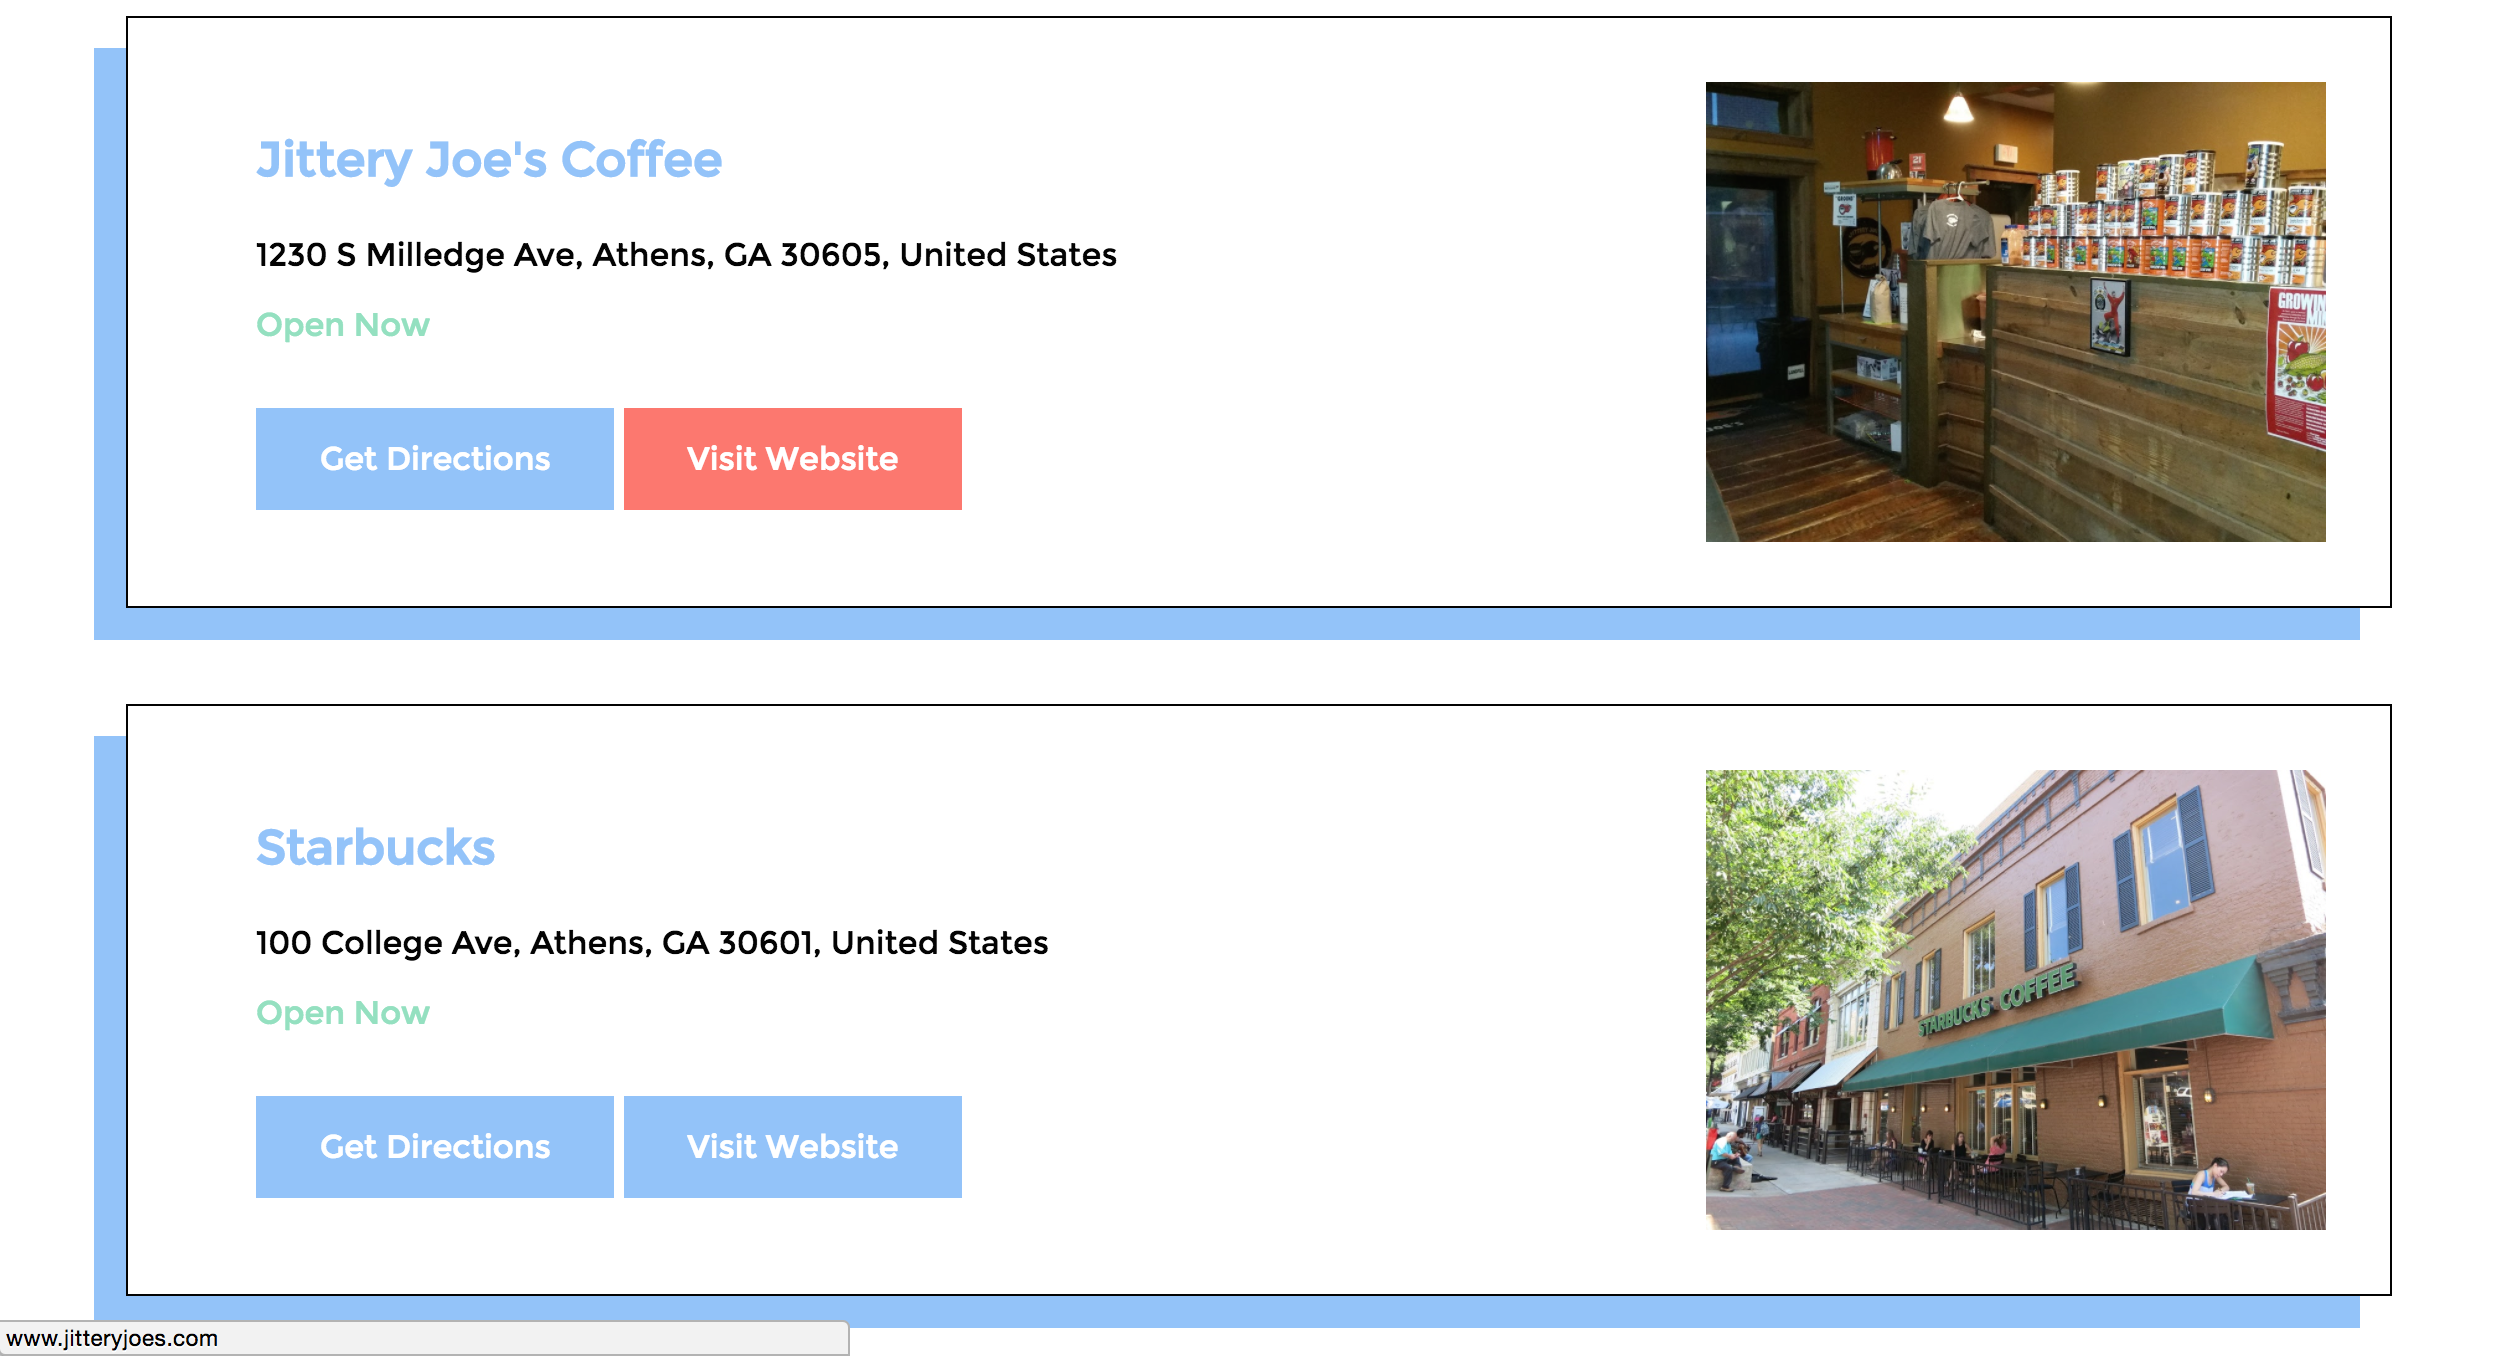 Jittery Joe's Coffee
1230 S Milledge Ave, Athens, GA 30605, United States
Open Now
Get Directions
Visit Website
GROWIN
Starbucks
100 College Ave, Athens, GA 30601, United States
Open Now
Get Directions
Visit Website
STARBUCKS COFFEE
www.jitteryjoes.com